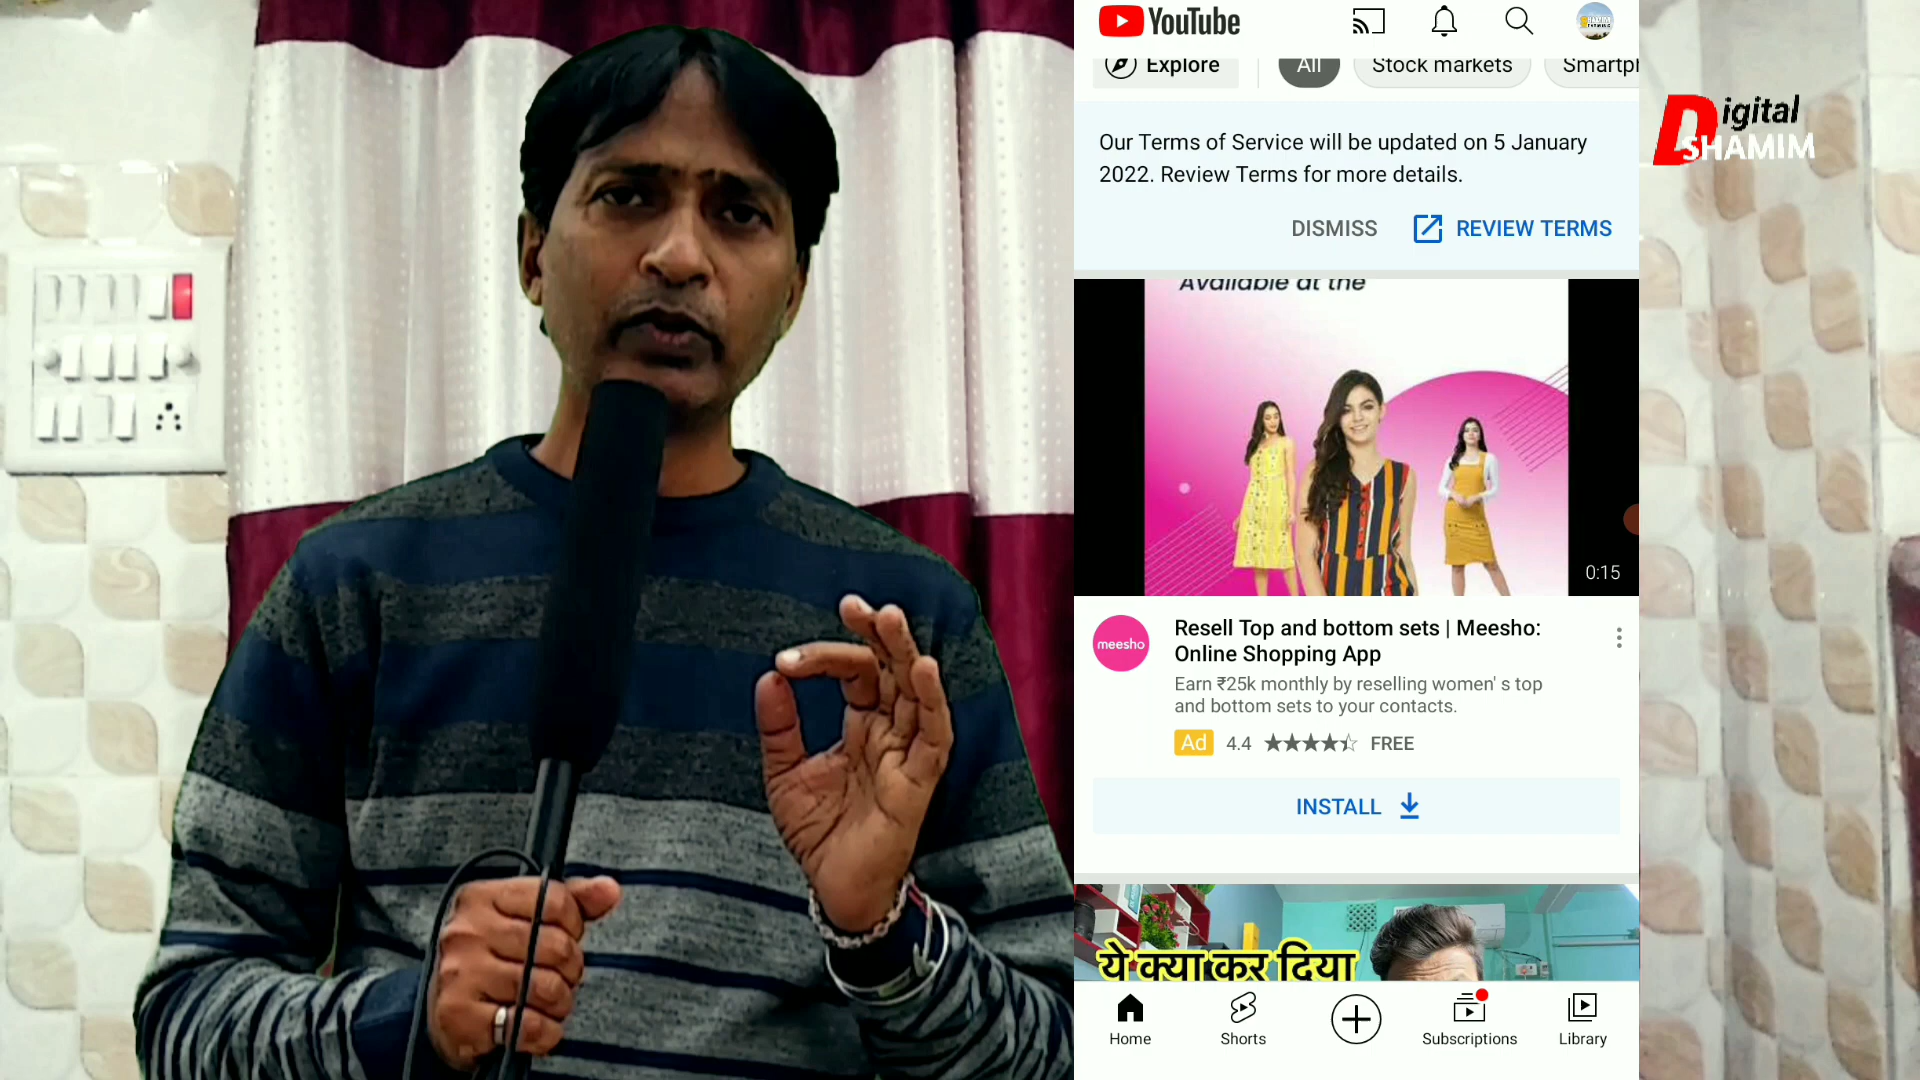 YouTube
Explore
All
Stock markets
Our Terms of Service will be updated on 5 January
2022. Review Terms for more details.
DISMISS
REVIEW TERMS
Available at the
0:15
meesho
Resell Top and bottom sets | Meesho:
Online Shopping App
Earn ₹25k monthly by reselling women' s top
and bottom sets to your contacts.
Ad 4.4 FREE
INSTALL
ये क्या कर दिया
Home
Shorts
Subscriptions
Library
Digital
SHAMIM